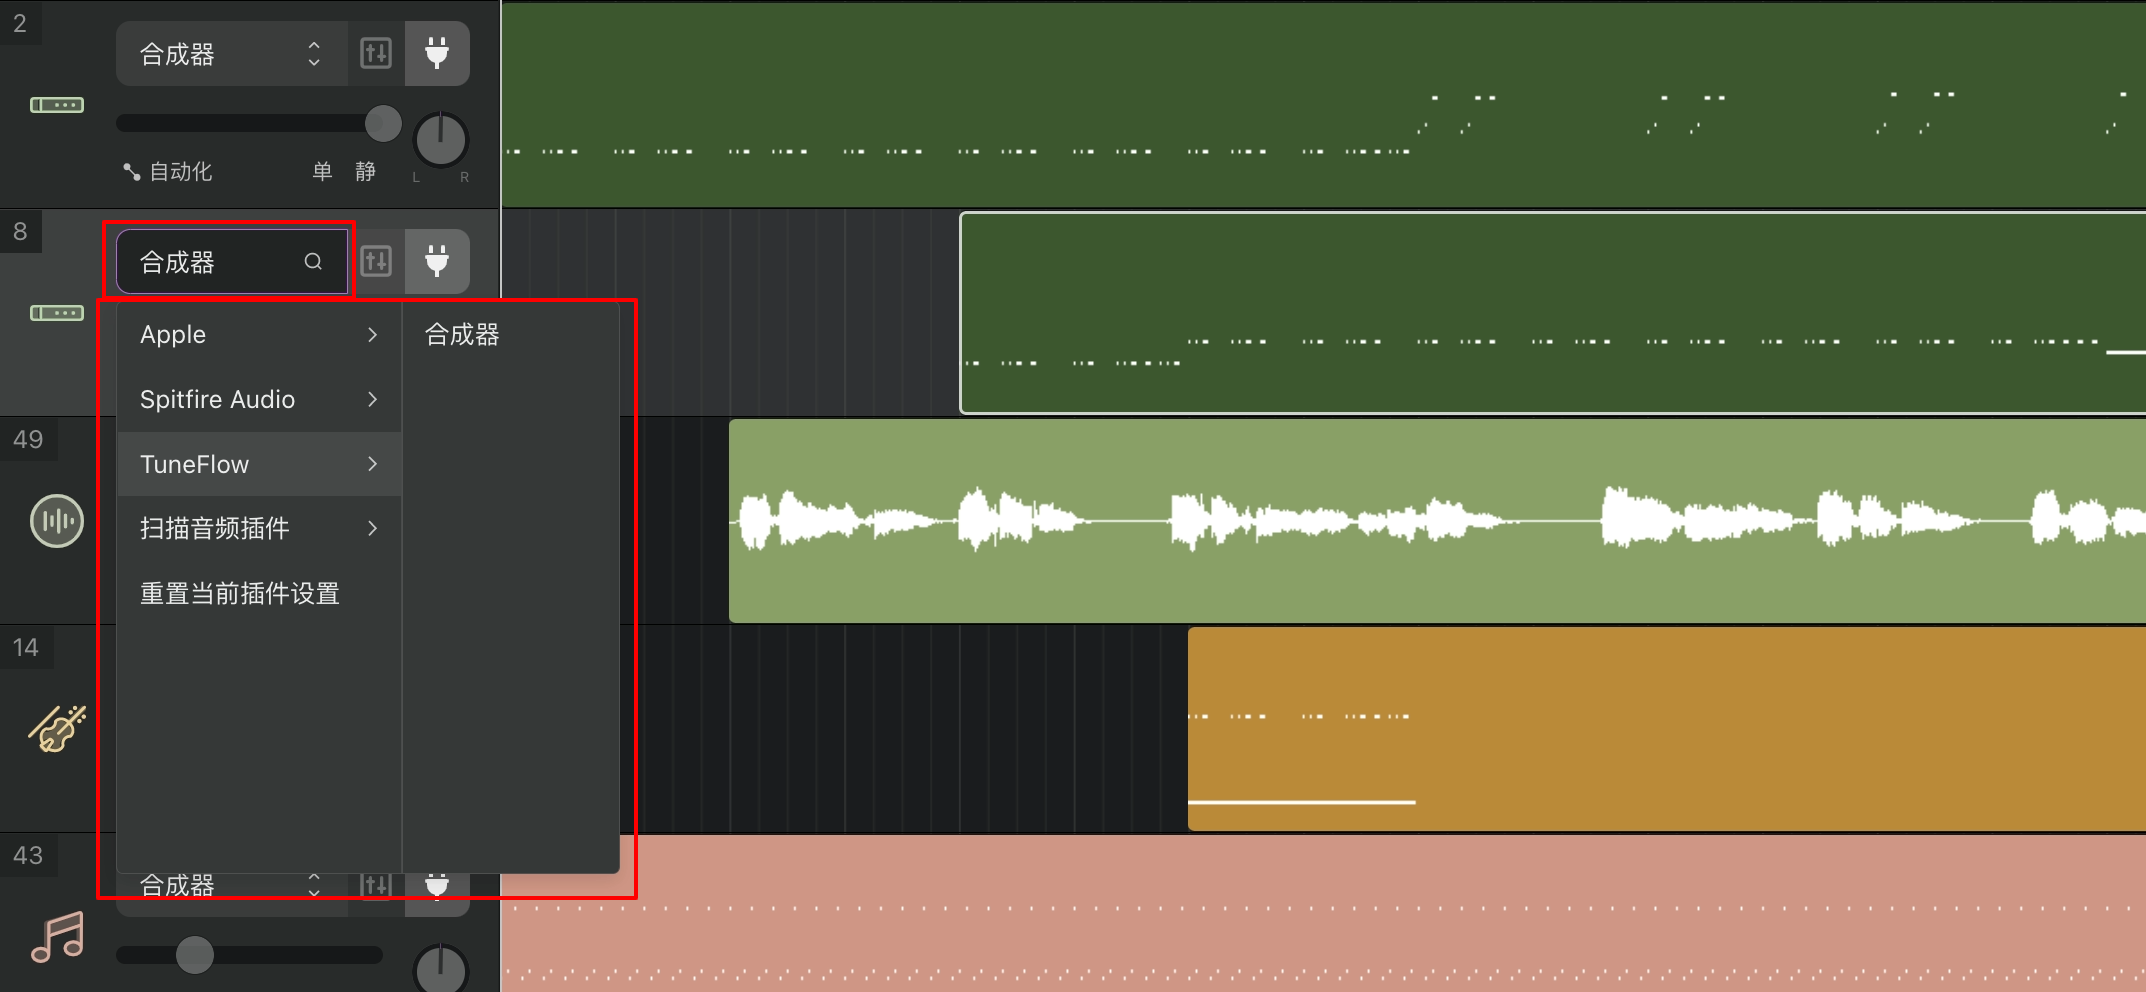 2
合成器
自动化 单 静
L R
8
合成器
Apple 合成器
Spitfire Audio
49
TuneFlow
扫描音频插件
重置当前插件设置
14
43
合成器